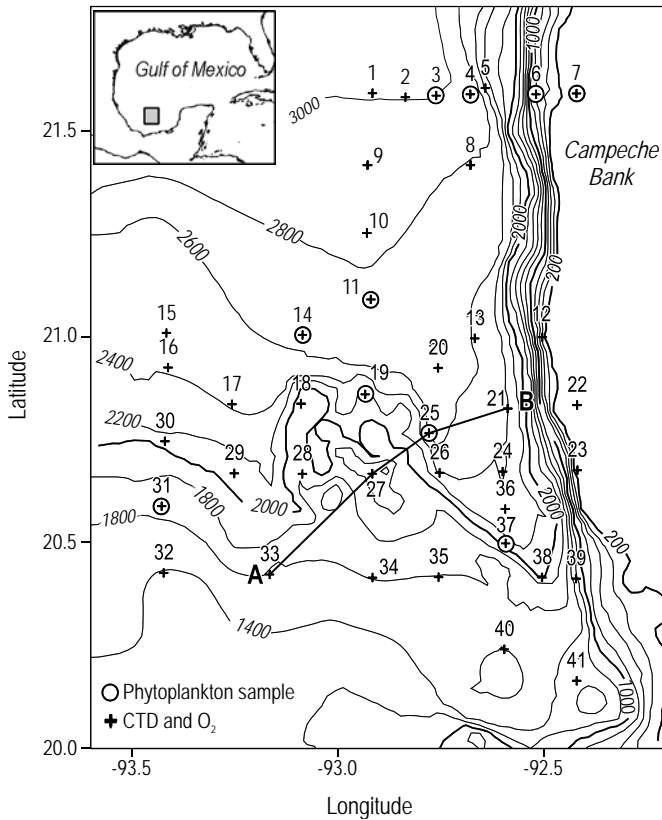 1000
Gulf of Mexico
1 2 3 4 5 6 7
3000
21.5
9 8
Campeche
Bank
10
2000
2800
200
2600
11
15 14 13 12
21.0
16 20
2400
19
17 18 21 B 22
2200
25
30
29 28 26 24 23
27
2000
36
31 1800
2000
37
1800
20.5
200
32 A 33 34 35 38 39
1400
40
41
1000
Phytoplankton sample
CTD and O2
20.0
-93.5 -93.0 -92.5
Latitude
Longitude